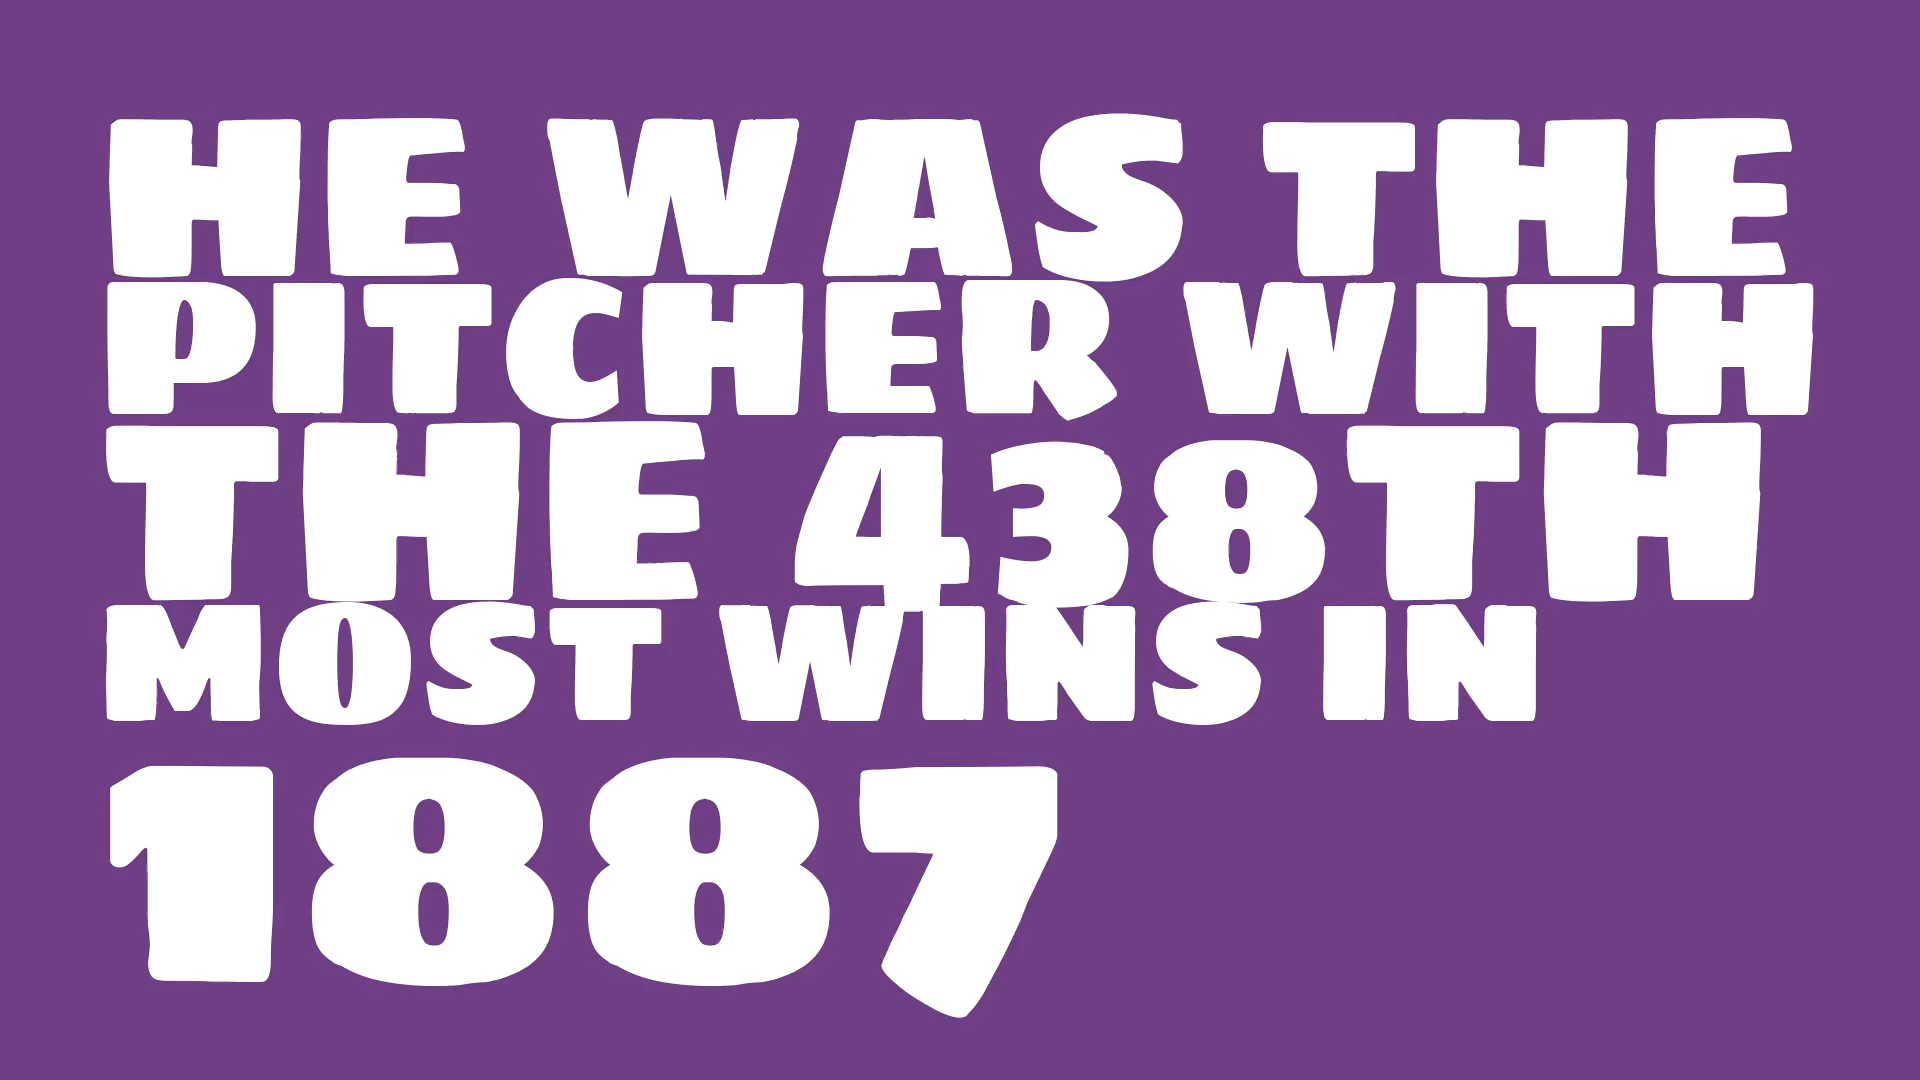 HE WAS THE
PITCHER WITH
THE 438TH
MOST WINS IN
1887